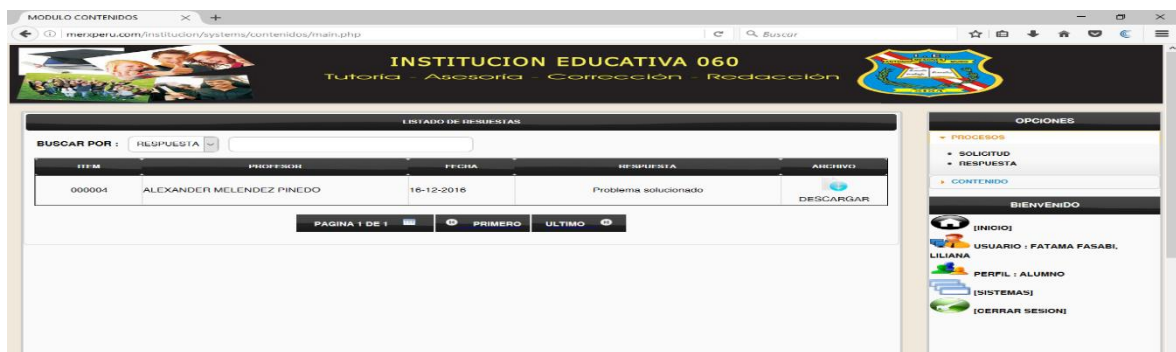 MODULO CONTENIDOS
merxperu.com/institucion/systems/contenidos/main.php
Buscar
INSTITUCION EDUCATIVA 060
Tutoría - Asesoría - Corrección - Redacción
LISTADO DE RESUESTAS
BUSCAR POR : RESPUESTA
ITEM PROFESOR FECHA RESPUESTA ARCHIVO
000004 ALEXANDER MELENDEZ PINEDO 16-12-2016 Problema solucionado DESCARGAR
PAGINA 1 DE 1 PRIMERO ULTIMO
OPCIONES
PROCESOS
SOLICITUD
RESPUESTA
CONTENIDO
BIENVENIDO
[INICIO]
USUARIO : FATAMA FASABI,
LILIANA
PERFIL : ALUMNO
[SISTEMAS]
[CERRAR SESION]